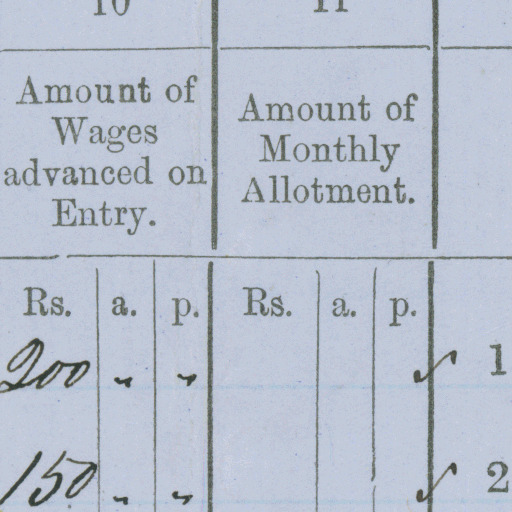 10 11
Amount of Wages advanced on Entry.
Amount of Monthly Allotment.
Rs. a. p. Rs. a. p.
200 " " ✓ 1
150 " " ✓ 2